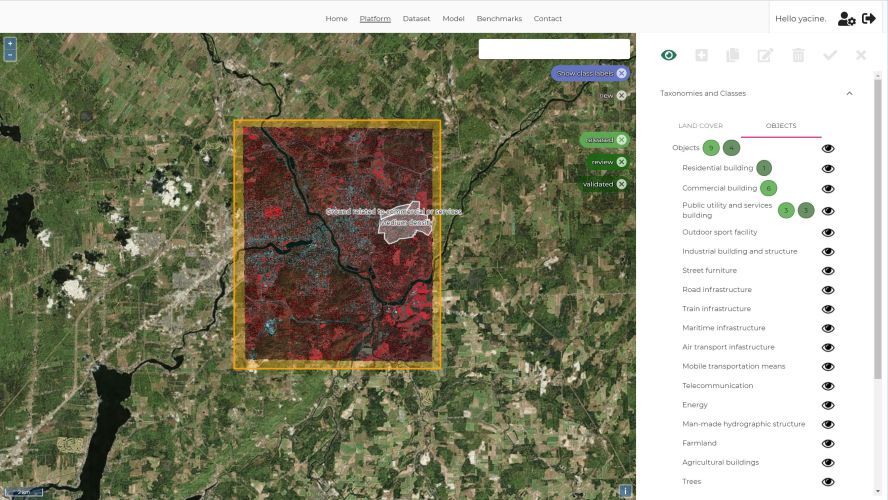 Home Platform Dataset Model Benchmarks Contact
Hello yacine.
+
-
Show class labels
new
released
review
validated
Ground related to commercial or services
medium density
2 km
i
Taxonomies and Classes
LAND COVER OBJECTS
Objects 9 4
Residential building 1
Commercial building 6
Public utility and services
building 3 3
Outdoor sport facility
Industrial building and structure
Street furniture
Road infrastructure
Train infrastructure
Maritime infrastructure
Air transport infastructure
Mobile transportation means
Telecommunication
Energy
Man-made hydrographic structure
Farmland
Agricultural buildings
Trees